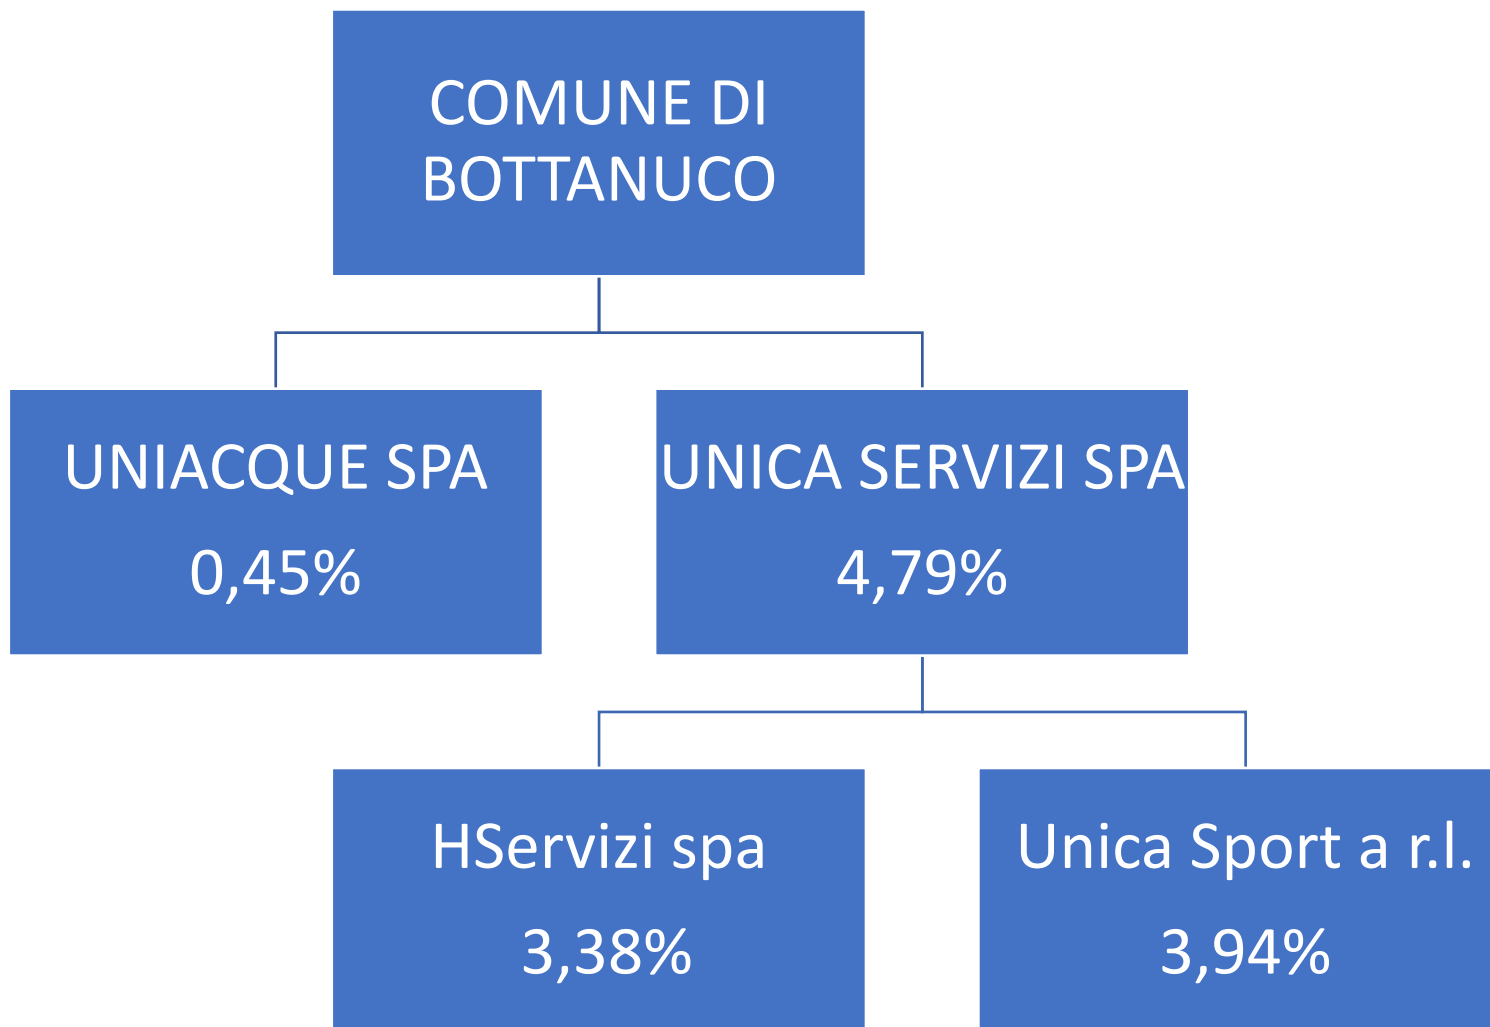 COMUNE DI
BOTTANUCO
UNIACQUE SPA
0,45%
UNICA SERVIZI SPA
4,79%
HServizi spa
3,38%
Unica Sport a r.l.
3,94%